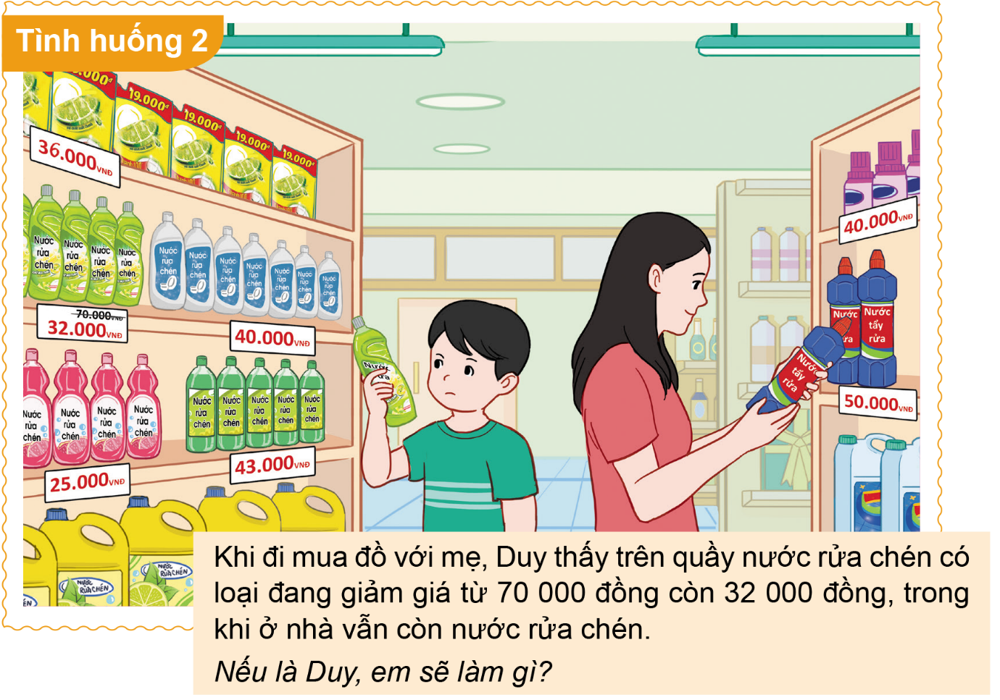 Tình huống 2
19.000đ
19.000đ
19.000đ
19.000đ
36.000VNĐ
40.000VNĐ
Nước rửa chén
Nước rửa chén
Nước rửa chén
Nước rửa chén
Nước rửa chén
Nước rửa chén
Nước rửa chén
Nước rửa chén
Nước rửa chén
Nước rửa chén
Nước rửa chén
70.000VNĐ
32.000VNĐ
40.000VNĐ
Nước tẩy rửa
Nước tẩy rửa
50.000VNĐ
Nước rửa chén
Nước rửa chén
Nước rửa chén
Nước rửa chén
Nước rửa chén
Nước rửa chén
Nước rửa chén
Nước rửa chén
Nước rửa chén
25.000VNĐ
43.000VNĐ
NƯỚC RỬA CHÉN
NƯỚC RỬA CHÉN
Khi đi mua đồ với mẹ, Duy thấy trên quầy nước rửa chén có
loại đang giảm giá từ 70 000 đồng còn 32 000 đồng, trong
khi ở nhà vẫn còn nước rửa chén.
Nếu là Duy, em sẽ làm gì?